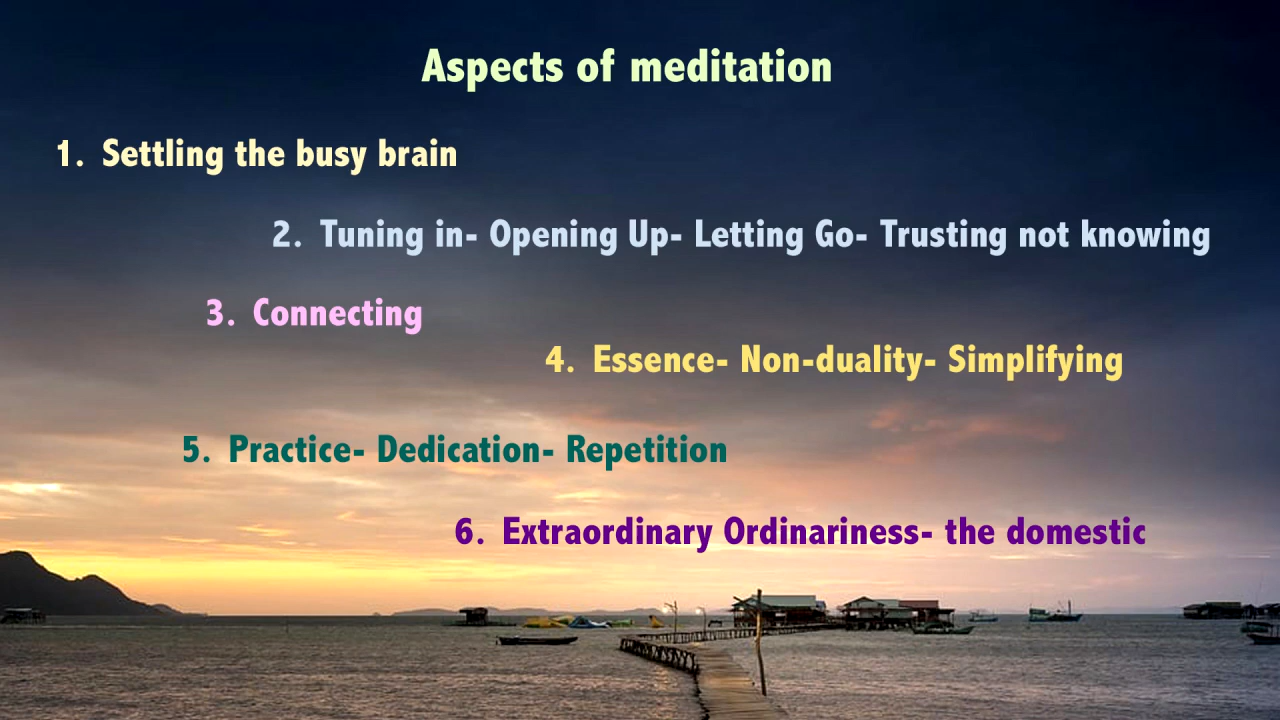 Aspects of meditation
1. Settling the busy brain
2. Tuning in- Opening Up- Letting Go- Trusting not knowing
3. Connecting
4. Essence- Non-duality- Simplifying
5. Practice- Dedication- Repetition
6. Extraordinary Ordinariness- the domestic